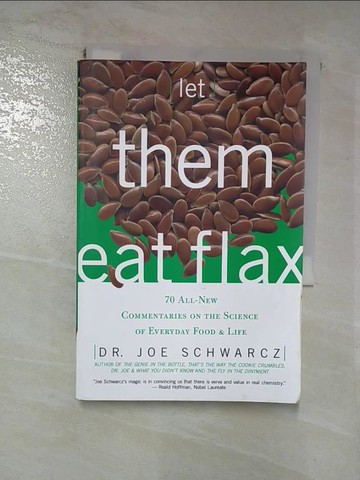 let
them
eat flax
70 All-New
Commentaries on the Science
of Everyday Food & Life
DR. JOE SCHWARCZ
AUTHOR OF THE GENIE IN THE BOTTLE, THAT'S THE WAY THE COOKIE CRUMBLES,
DR. JOE & WHAT YOU DIDN'T KNOW AND THE FLY IN THE OINTMENT
"Joe Schwarcz's magic is in convincing us that there is verve and value in real chemistry."
— Roald Hoffman, Nobel Laureate